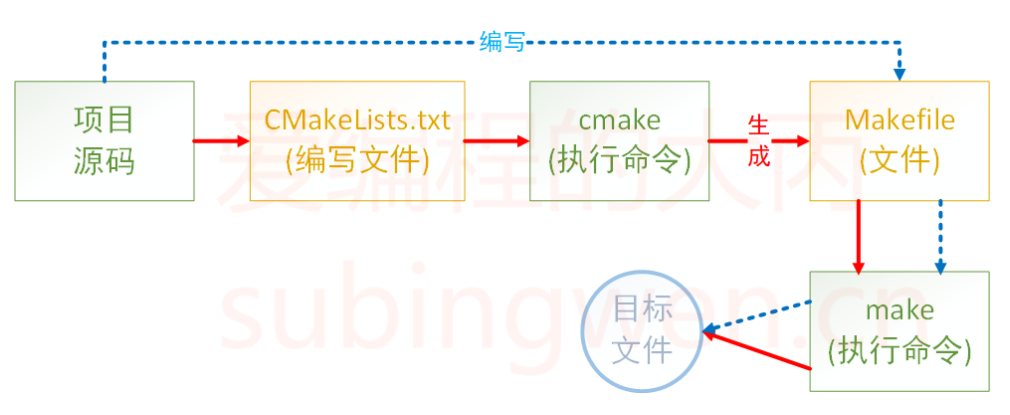 编写
项目
源码
CMakeLists.txt
(编写文件)
cmake
(执行命令)
生
成
Makefile
(文件)
爱编程的大丙
subingwen.cn
目标
文件
make
(执行命令)